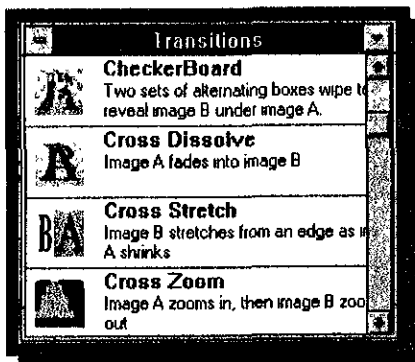 Transitions
CheckerBoard
Two sets of alternating boxes wipe to
reveal image B under image A.
Cross Dissolve
Image A fades into image B
Cross Stretch
Image B stretches from an edge as
A shrinks
Cross Zoom
Image A zooms in, then image B zoo
out